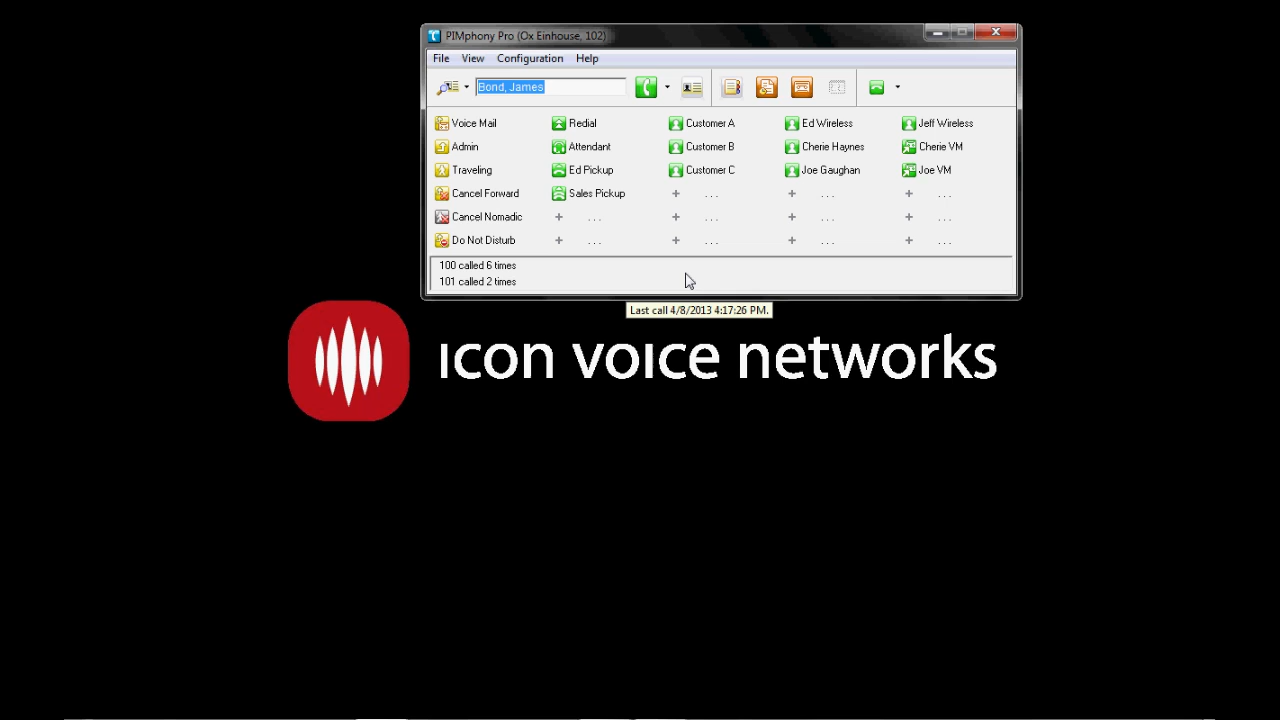 PIMphony Pro (Ox Einhouse, 102)
File View Configuration Help
Bond, James
Voice Mail Redial Customer A Ed Wireless Jeff Wireless
Admin Attendant Customer B Cherie Haynes Cherie VM
Traveling Ed Pickup Customer C Joe Gaughan Joe VM
Cancel Forward Sales Pickup + ... + ... + ...
Cancel Nomadic + ... + ... + ... + ...
Do Not Disturb + ... + ... + ... + ...
100 called 6 times
101 called 2 times
Last call 4/8/2013 4:17:26 PM.
icon voice networks